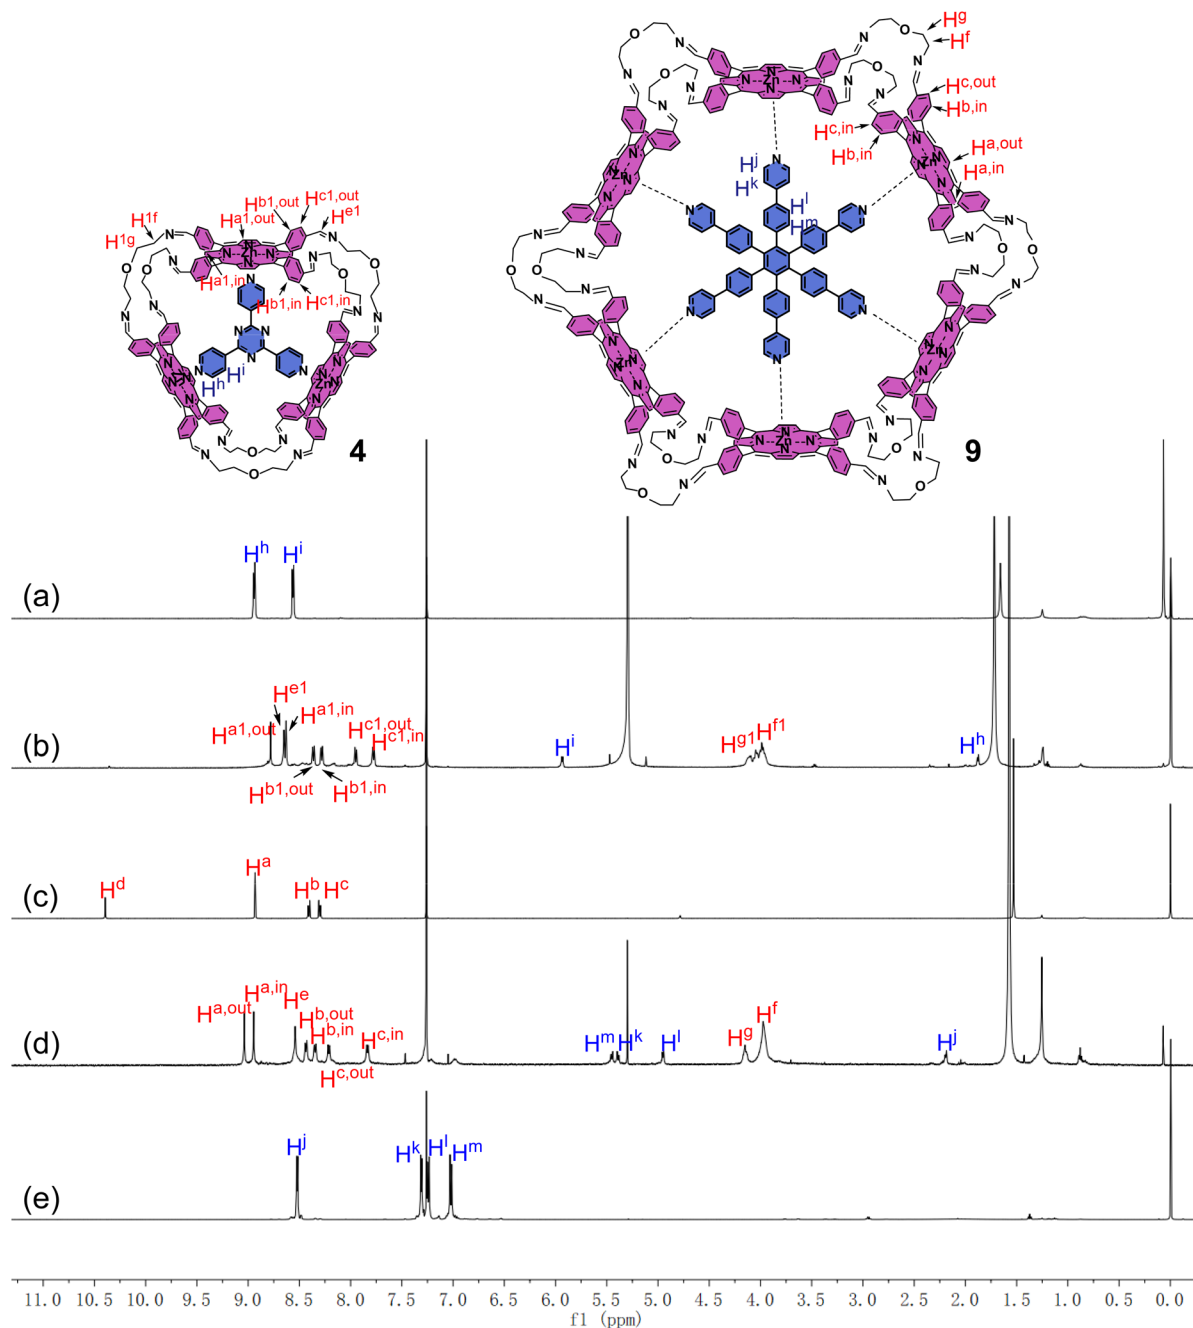 H^g
H^f
H^c,out
H^b,in
H^c,in
H^b,in
H^a,out
H^a,in
H^j
H^k
H^l
H^m
H^b1,out
H^c1,out
H^1f
H^a1,out
H^e1
H^1g
H^a1,in
H^b1,in
H^c1,in
H^h
H^i
4
9
(a)
H^h
H^i
(b)
H^a1,out
H^e1
H^a1,in
H^b1,out
H^b1,in
H^c1,out
H^c1,in
H^i
H^g1
H^f1
H^h
(c)
H^d
H^a
H^b
H^c
(d)
H^a,out
H^a,in
H^e
H^b,out
H^b,in
H^c,out
H^c,in
H^m
H^k
H^l
H^g
H^f
H^j
(e)
H^j
H^k
H^l
H^m
11.0 10.5 10.0 9.5 9.0 8.5 8.0 7.5 7.0 6.5 6.0 5.5 5.0 4.5 4.0 3.5 3.0 2.5 2.0 1.5 1.0 0.5 0.0
f1 (ppm)